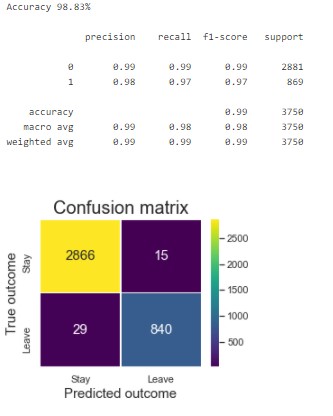 Accuracy 98.83%
precision recall f1-score support
0 0.99 0.99 0.99 2881
1 0.98 0.97 0.97 869
accuracy 0.99 3750
macro avg 0.99 0.98 0.98 3750
weighted avg 0.99 0.99 0.99 3750
Confusion matrix
True outcome
Stay
Leave
2866 15
29 840
2500
2000
1500
1000
500
Stay Leave
Predicted outcome